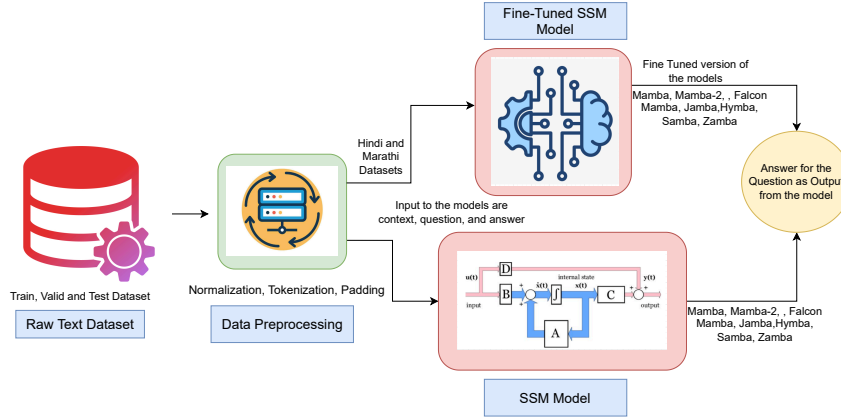 Fine-Tuned SSM
Model
Fine Tuned version of
the models
Mamba, Mamba-2, , Falcon
Mamba, Jamba,Hymba,
Samba, Zamba
Hindi and
Marathi
Datasets
Answer for the
Question as Output
from the model
Input to the models are
context, question, and answer
Train, Valid and Test Dataset
Raw Text Dataset
Normalization, Tokenization, Padding
Data Preprocessing
u(t)
D
internal state
y(t)
input
B
+
+
ẋ(t)
∫
x(t)
C
+
+
output
A
Mamba, Mamba-2, , Falcon
Mamba, Jamba,Hymba,
Samba, Zamba
SSM Model